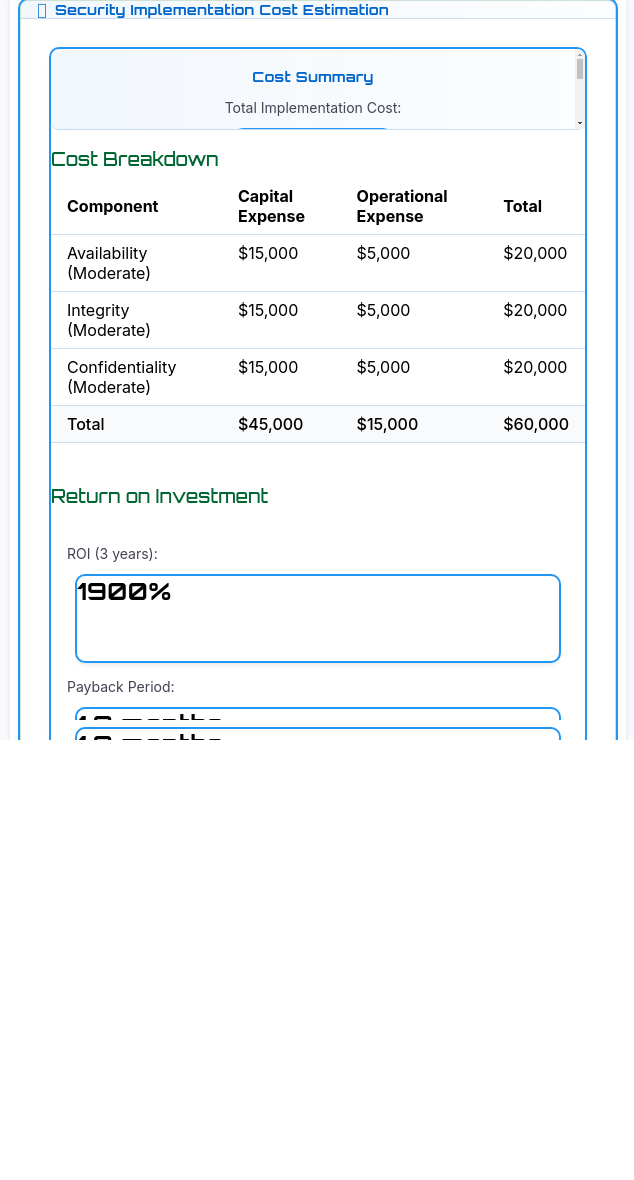 Security Implementation Cost Estimation
Cost Summary
Total Implementation Cost:
Cost Breakdown
Component Capital Expense Operational Expense Total
Availability (Moderate) $15,000 $5,000 $20,000
Integrity (Moderate) $15,000 $5,000 $20,000
Confidentiality (Moderate) $15,000 $5,000 $20,000
Total $45,000 $15,000 $60,000
Return on Investment
ROI (3 years):
1900%
Payback Period:
months
months